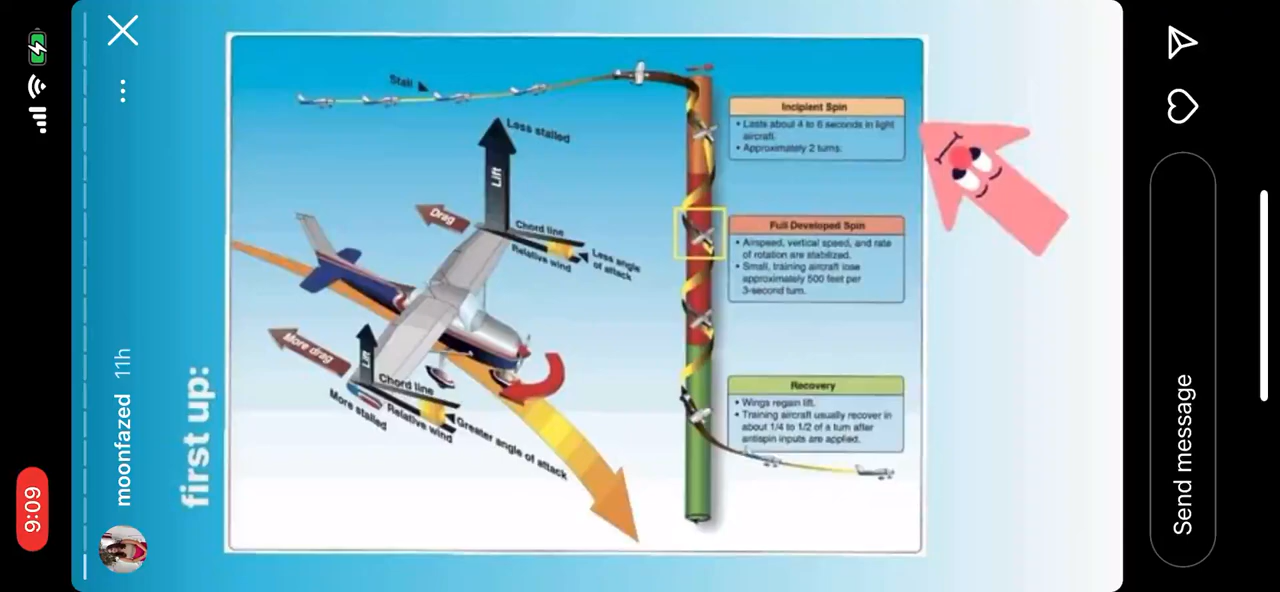 9:09
moonfazed 11h
first up:
Stall
Less stalled
Lift
Drag
Chord line
Relative wind
Less angle
of attack
More drag
Lift
Chord line
Relative wind
More stalled
Greater angle of attack
Incipient Spin
• Lasts about 4 to 6 seconds in light
aircraft.
• Approximately 2 turns.
Full Developed Spin
• Airspeed, vertical speed, and rate
of rotation are stabilized.
• Small, training aircraft lose
approximately 500 feet per
3-second turn.
Recovery
• Wings regain lift.
• Training aircraft usually recover in
about 1/4 to 1/2 of a turn after
antispin inputs are applied.
Send message